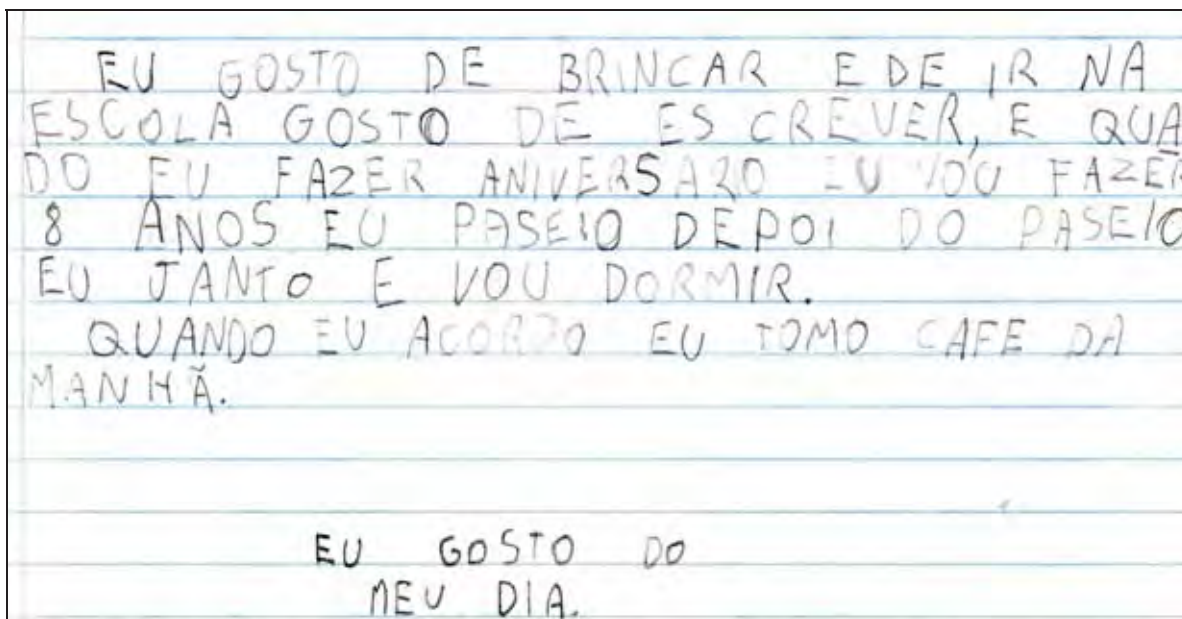 EU GOSTO DE BRINCAR E DE IR NA
ESCOLA GOSTO DE ESCREVER, E QUA
DO EU FAZER ANIVERSARO EU VOU FAZER
8 ANOS EU PASEIO DEPOI DO PASEIO
EU JANTO E VOU DORMIR.
QUANDO EU ACORDO EU TOMO CAFE DA
MANHÃ.
EU GOSTO DO
MEU DIA.